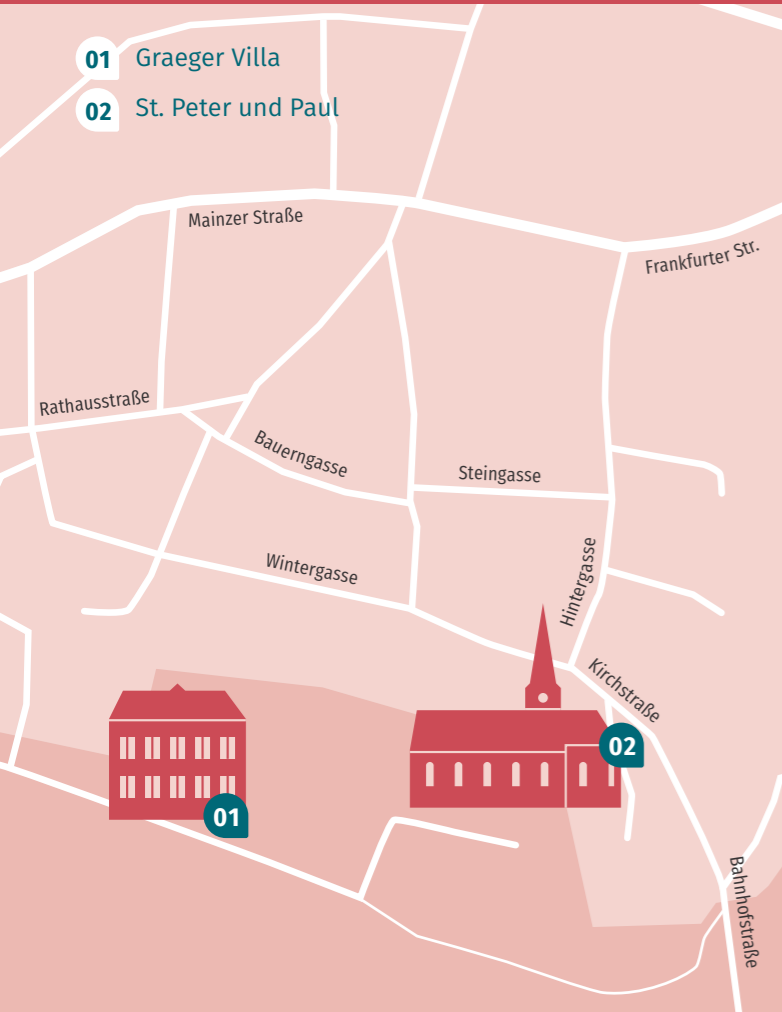 01 Graeger Villa
02 St. Peter und Paul
Mainzer Straße
Frankfurter Str.
Rathausstraße
Bauerngasse
Steingasse
Wintergasse
Hintergasse
Kirchstraße
02
01
Bahnhofstraße